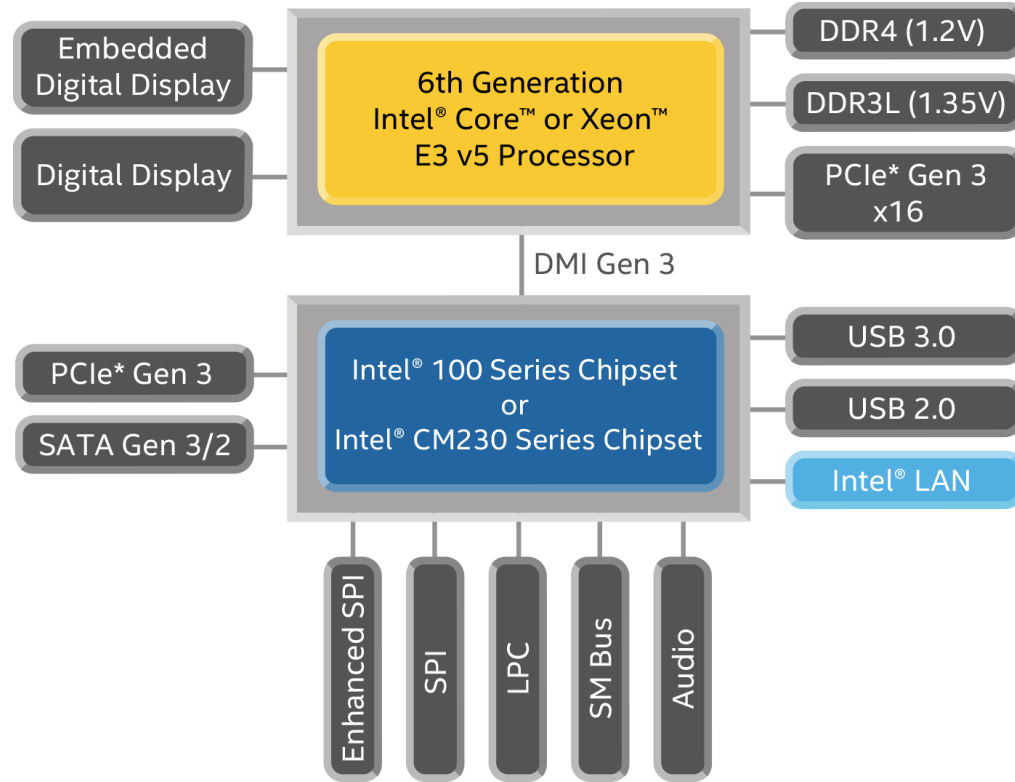 Embedded
Digital Display
Digital Display
6th Generation
Intel® Core™ or Xeon™
E3 v5 Processor
DDR4 (1.2V)
DDR3L (1.35V)
PCIe* Gen 3
x16
DMI Gen 3
PCIe* Gen 3
SATA Gen 3/2
Intel® 100 Series Chipset
or
Intel® CM230 Series Chipset
USB 3.0
USB 2.0
Intel® LAN
Enhanced SPI
SPI
LPC
SM Bus
Audio